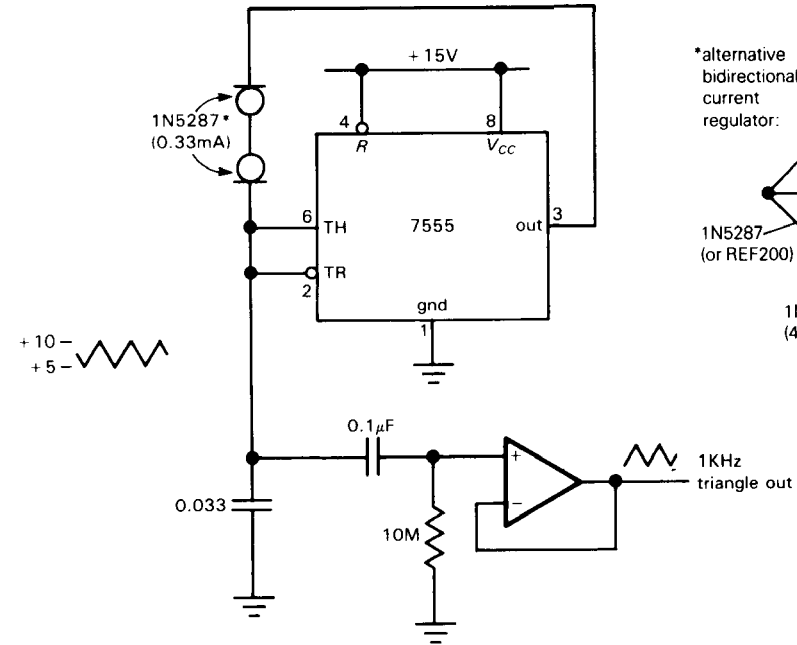 +15V
*alternative
bidirectional
current
regulator:
1N5287*
(0.33mA)
4
8
R
VCC
6
TH
7555
out
3
TR
2
1N5287
(or REF200)
gnd
1
+10
+5
0.1μF
+
1KHz
triangle out
−
0.033
10M